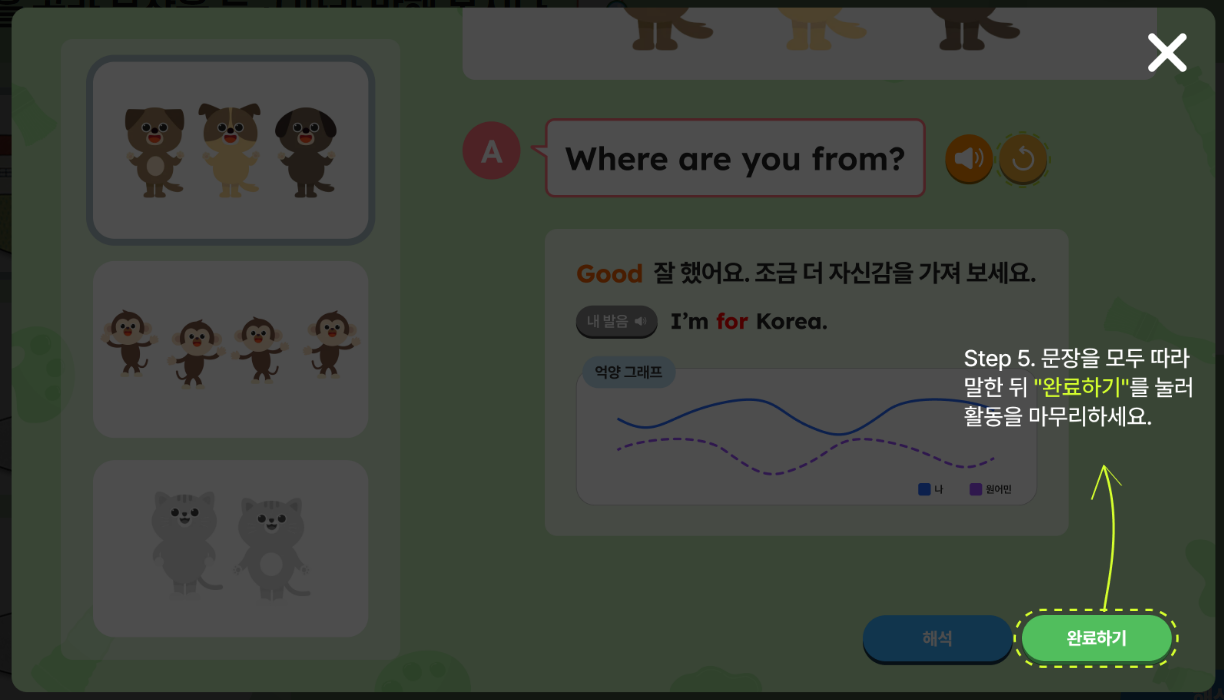 A
Where are you from?
Good 잘 했어요. 조금 더 자신감을 가져 보세요.
내 발음
I'm for Korea.
억양 그래프
나
원어민
Step 5. 문장을 모두 따라
말한 뒤 "완료하기"를 눌러
활동을 마무리하세요.
해석
완료하기